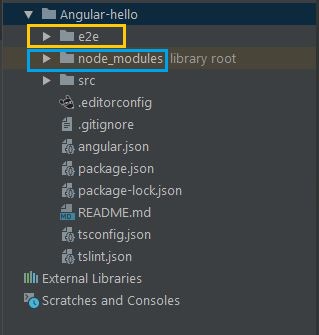 Angular-hello
e2e
node_modules library root
src
.editorconfig
.gitignore
angular.json
package.json
package-lock.json
README.md
tsconfig.json
tslint.json
External Libraries
Scratches and Consoles